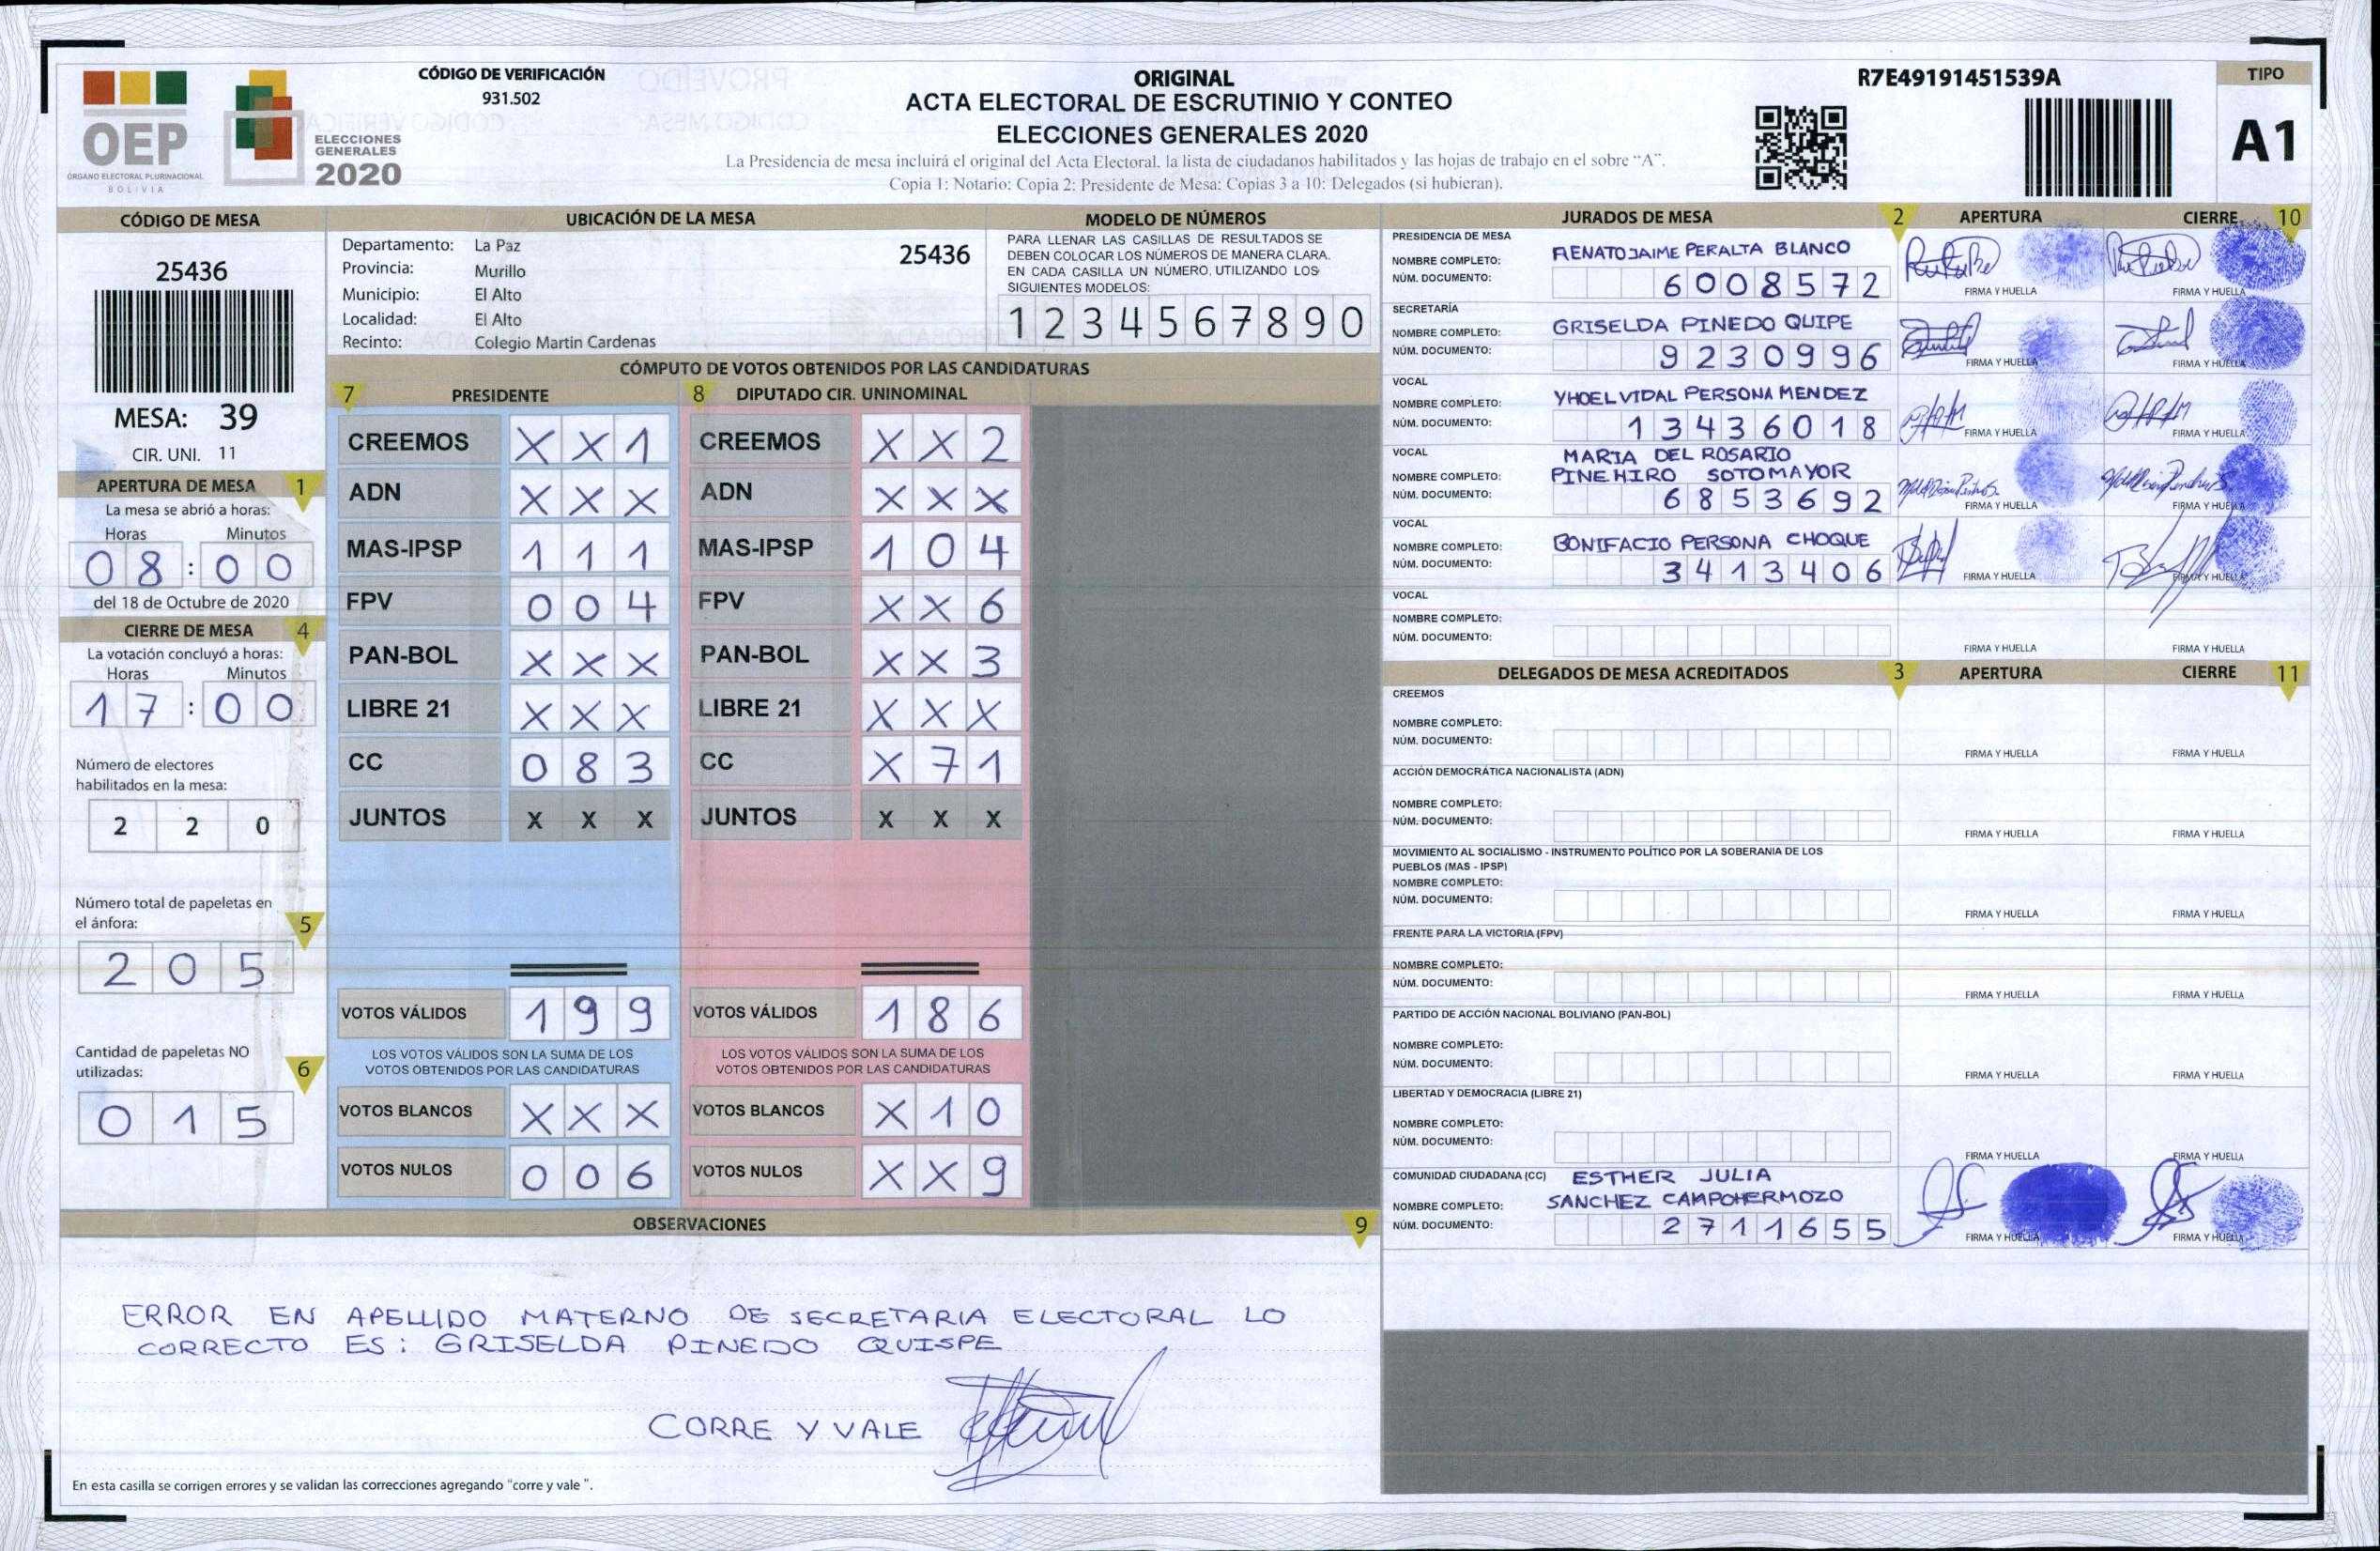 OEP
ÓRGANO ELECTORAL PLURINACIONAL
BOLIVIA
ELECCIONES
GENERALES
2020
CÓDIGO DE VERIFICACIÓN
931.502
ORIGINAL
ACTA ELECTORAL DE ESCRUTINIO Y CONTEO
ELECCIONES GENERALES 2020
La Presidencia de mesa incluirá el original del Acta Electoral. la lista de ciudadanos habilitados y las hojas de trabajo en el sobre “A”.
Copia 1: Notario: Copia 2: Presidente de Mesa: Copias 3 a 10: Delegados (si hubieran).
R7E49191451539A
TIPO
A1
CÓDIGO DE MESA
25436
MESA: 39
CIR. UNI. 11
APERTURA DE MESA 1
La mesa se abrió a horas:
Horas Minutos
08:00
del 18 de Octubre de 2020
CIERRE DE MESA 4
La votación concluyó a horas:
Horas Minutos
17:00
Número de electores
habilitados en la mesa:
2 2 0
Número total de papeletas en
el ánfora: 5
2 0 5
Cantidad de papeletas NO
utilizadas: 6
0 1 5
UBICACIÓN DE LA MESA
Departamento: La Paz 25436
Provincia: Murillo
Municipio: El Alto
Localidad: El Alto
Recinto: Colegio Martin Cardenas
MODELO DE NÚMEROS
PARA LLENAR LAS CASILLAS DE RESULTADOS SE
DEBEN COLOCAR LOS NÚMEROS DE MANERA CLARA.
EN CADA CASILLA UN NÚMERO, UTILIZANDO LOS
SIGUIENTES MODELOS:
1 2 3 4 5 6 7 8 9 0
CÓMPUTO DE VOTOS OBTENIDOS POR LAS CANDIDATURAS
7 PRESIDENTE
CREEMOS X X 1
ADN X X X
MAS-IPSP 1 1 1
FPV 0 0 4
PAN-BOL X X X
LIBRE 21 X X X
CC 0 8 3
JUNTOS X X X
VOTOS VÁLIDOS 1 9 9
LOS VOTOS VÁLIDOS SON LA SUMA DE LOS
VOTOS OBTENIDOS POR LAS CANDIDATURAS
VOTOS BLANCOS X X X
VOTOS NULOS 0 0 6
8 DIPUTADO CIR. UNINOMINAL
CREEMOS X X 2
ADN X X X
MAS-IPSP 1 0 4
FPV X X 6
PAN-BOL X X 3
LIBRE 21 X X X
CC X 7 1
JUNTOS X X X
VOTOS VÁLIDOS 1 8 6
LOS VOTOS VÁLIDOS SON LA SUMA DE LOS
VOTOS OBTENIDOS POR LAS CANDIDATURAS
VOTOS BLANCOS X 1 0
VOTOS NULOS X X 9
OBSERVACIONES 9
ERROR EN APELLIDO MATERNO DE SECRETARIA ELECTORAL LO
CORRECTO ES: GRISELDA PINEDO QUISPE
CORRE Y VALE
En esta casilla se corrigen errores y se validan las correcciones agregando “corre y vale ”.
JURADOS DE MESA 2 APERTURA CIERRE 10
PRESIDENCIA DE MESA
NOMBRE COMPLETO: RENATO JAIME PERALTA BLANCO
NÚM. DOCUMENTO: 6008572
FIRMA Y HUELLA FIRMA Y HUELLA
SECRETARÍA
NOMBRE COMPLETO: GRISELDA PINEDO QUIPE
NÚM. DOCUMENTO: 9230996
FIRMA Y HUELLA FIRMA Y HUELLA
VOCAL
NOMBRE COMPLETO: YHOEL VIDAL PERSONA MENDEZ
NÚM. DOCUMENTO: 13436018
FIRMA Y HUELLA FIRMA Y HUELLA
VOCAL MARIA DEL ROSARIO
NOMBRE COMPLETO: PINEHIRO SOTOMAYOR
NÚM. DOCUMENTO: 6853692
FIRMA Y HUELLA FIRMA Y HUELLA
VOCAL
NOMBRE COMPLETO: BONIFACIO PERSONA CHOQUE
NÚM. DOCUMENTO: 3413406
FIRMA Y HUELLA FIRMA Y HUELLA
VOCAL
NOMBRE COMPLETO:
NÚM. DOCUMENTO:
FIRMA Y HUELLA FIRMA Y HUELLA
DELEGADOS DE MESA ACREDITADOS 3 APERTURA CIERRE 11
CREEMOS
NOMBRE COMPLETO:
NÚM. DOCUMENTO:
FIRMA Y HUELLA FIRMA Y HUELLA
ACCIÓN DEMOCRÁTICA NACIONALISTA (ADN)
NOMBRE COMPLETO:
NÚM. DOCUMENTO:
FIRMA Y HUELLA FIRMA Y HUELLA
MOVIMIENTO AL SOCIALISMO - INSTRUMENTO POLÍTICO POR LA SOBERANIA DE LOS
PUEBLOS (MAS - IPSP)
NOMBRE COMPLETO:
NÚM. DOCUMENTO:
FIRMA Y HUELLA FIRMA Y HUELLA
FRENTE PARA LA VICTORIA (FPV)
NOMBRE COMPLETO:
NÚM. DOCUMENTO:
FIRMA Y HUELLA FIRMA Y HUELLA
PARTIDO DE ACCIÓN NACIONAL BOLIVIANO (PAN-BOL)
NOMBRE COMPLETO:
NÚM. DOCUMENTO:
FIRMA Y HUELLA FIRMA Y HUELLA
LIBERTAD Y DEMOCRACIA (LIBRE 21)
NOMBRE COMPLETO:
NÚM. DOCUMENTO:
FIRMA Y HUELLA FIRMA Y HUELLA
COMUNIDAD CIUDADANA (CC) ESTHER JULIA
NOMBRE COMPLETO: SANCHEZ CAMPOHERMOZO
NÚM. DOCUMENTO: 2711655
FIRMA Y HUELLA FIRMA Y HUELLA